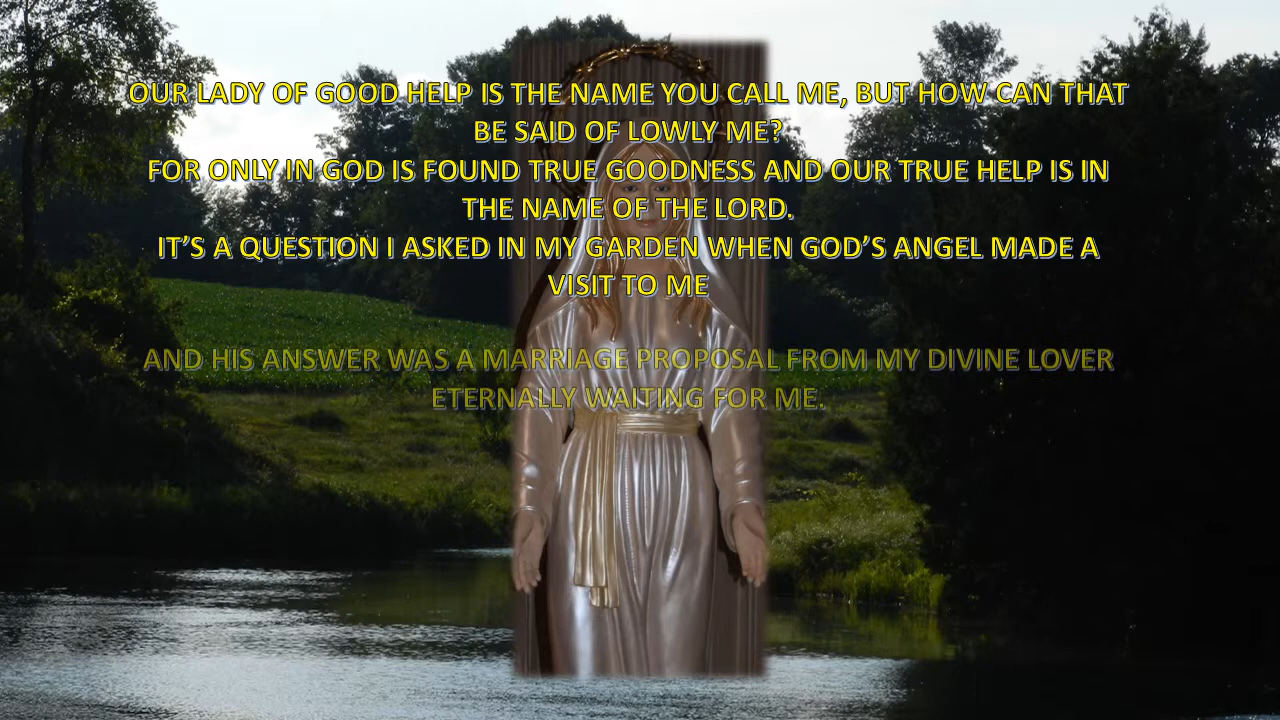 OUR LADY OF GOOD HELP IS THE NAME YOU CALL ME, BUT HOW CAN THAT
BE SAID OF LOWLY ME?
FOR ONLY IN GOD IS FOUND TRUE GOODNESS AND OUR TRUE HELP IS IN
THE NAME OF THE LORD.
IT’S A QUESTION I ASKED IN MY GARDEN WHEN GOD’S ANGEL MADE A
VISIT TO ME
AND HIS ANSWER WAS A MARRIAGE PROPOSAL FROM MY DIVINE LOVER
ETERNALLY WAITING FOR ME.